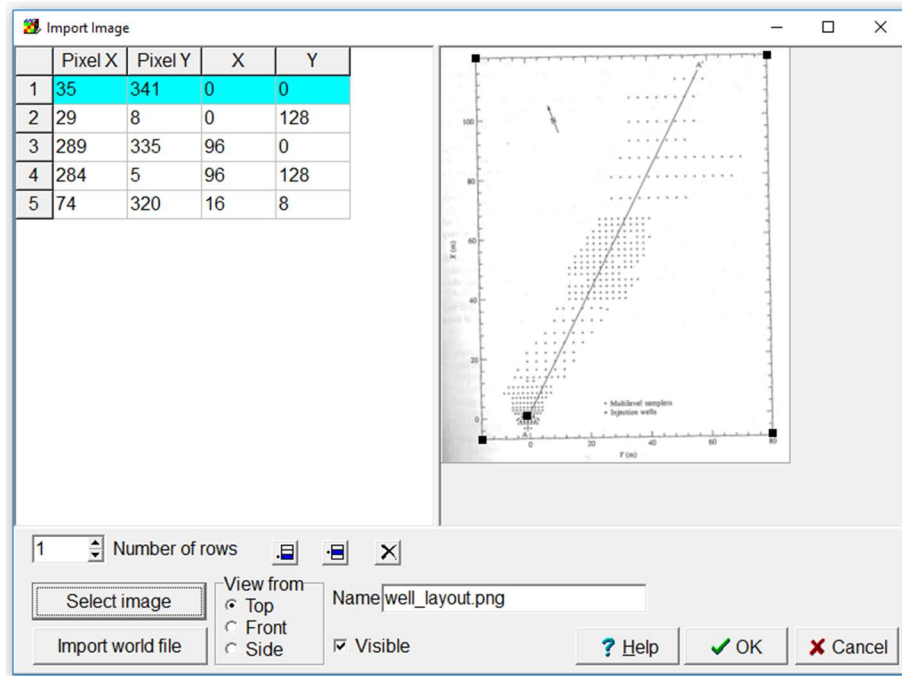 Import Image
Pixel X Pixel Y X Y
1 35 341 0 0
2 29 8 0 128
3 289 335 96 0
4 284 5 96 128
5 74 320 16 8
A'
N
100
80
X (m)
60
40
20
0
+ Multilevel samplers
• Injection wells
A
0 20 40 60 80
Y (m)
1 Number of rows
Select image
Import world file
View from
Top
Front
Side
Name well_layout.png
Visible
? Help
OK
Cancel